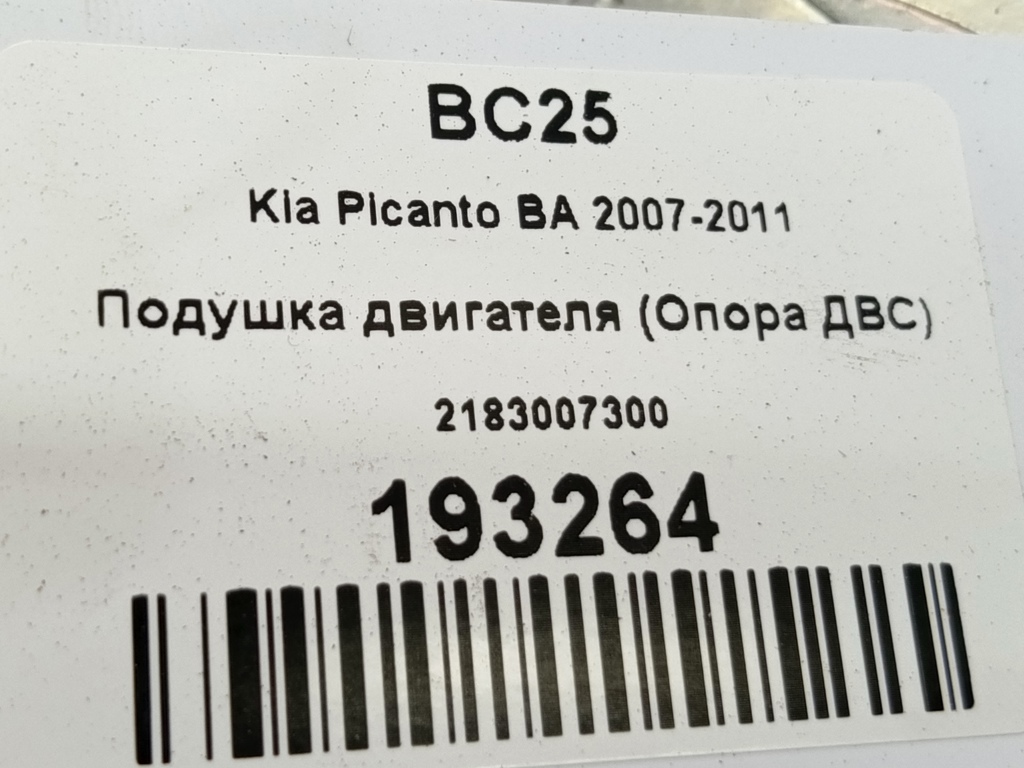 BC25
Kia Picanto BA 2007-2011
Подушка двигателя (Опора ДВС)
2183007300
193264